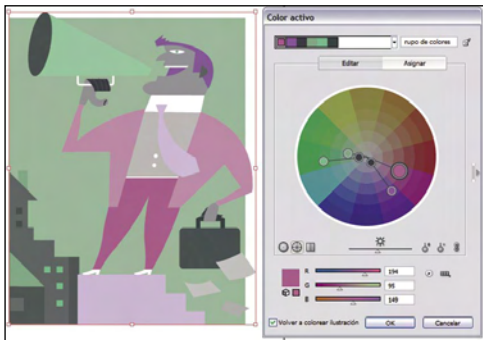 Color activo
rupo de colores
Editar Asignar
R 194
G 95
B 149
Volver a colorear ilustración OK Cancelar